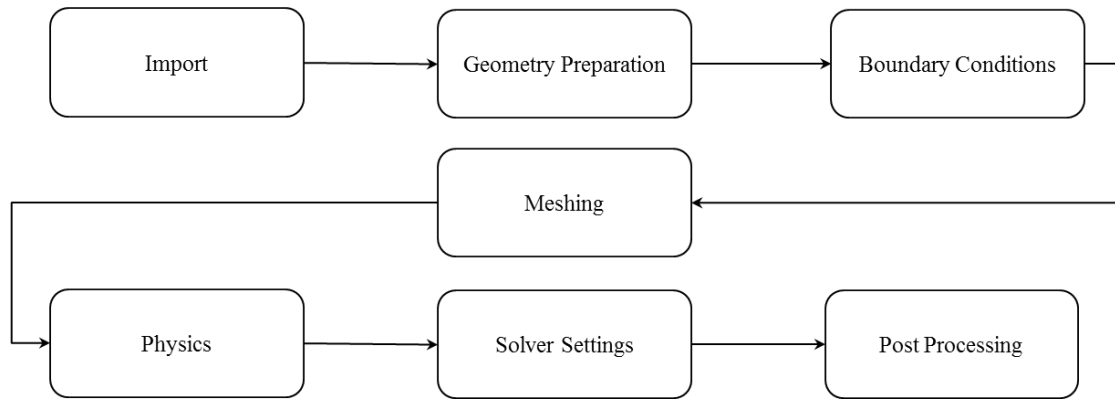 Import
Geometry Preparation
Boundary Conditions
Meshing
Physics
Solver Settings
Post Processing